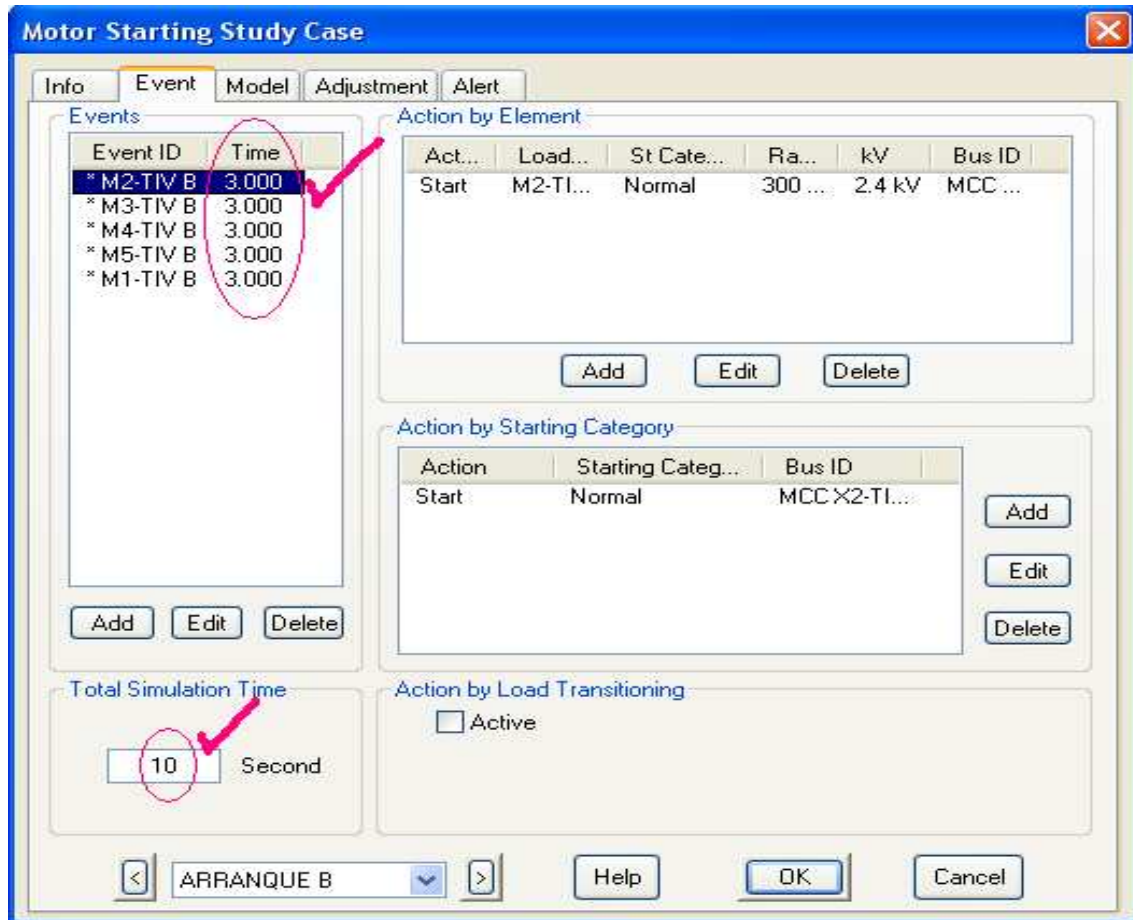 Motor Starting Study Case
Info Event Model Adjustment Alert
Events
Event ID Time
* M2-TIV B 3.000
* M3-TIV B 3.000
* M4-TIV B 3.000
* M5-TIV B 3.000
* M1-TIV B 3.000
Add Edit Delete
Action by Element
Act... Load... St Cate... Ra... kV Bus ID
Start M2-TI... Normal 300 ... 2.4 kV MCC ...
Add Edit Delete
Action by Starting Category
Action Starting Categ... Bus ID
Start Normal MCC X2-TI...
Add
Edit
Delete
Total Simulation Time
10 Second
Action by Load Transitioning
Active
< ARRANQUE B > Help OK Cancel